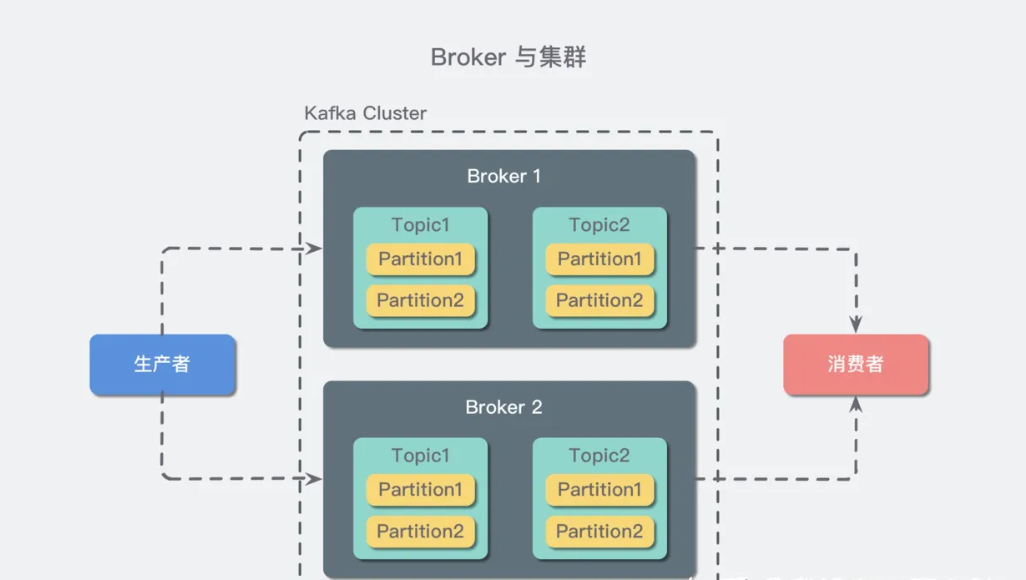 Broker 与集群
Kafka Cluster
Broker 1
Topic1
Partition1
Partition2
Topic2
Partition1
Partition2
生产者
消费者
Broker 2
Topic1
Partition1
Partition2
Topic2
Partition1
Partition2